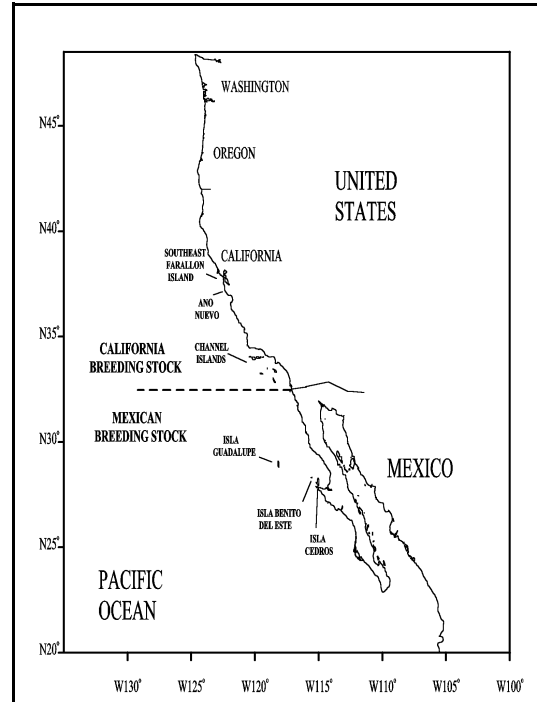 WASHINGTON
N45°
OREGON
UNITED
STATES
N40°
CALIFORNIA
SOUTHEAST
FARALLON
ISLAND
ANO
NUEVO
N35°
CHANNEL
ISLANDS
CALIFORNIA
BREEDING STOCK
MEXICAN
BREEDING STOCK
N30°
ISLA
GUADALUPE
MEXICO
ISLA BENITO
DEL ESTE
ISLA
CEDROS
N25°
PACIFIC
OCEAN
N20°
W130° W125° W120° W115° W110° W105° W100°